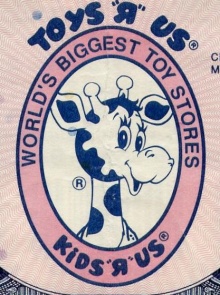 TOYS "Я" US®
WORLD'S BIGGEST TOY STORES
®
KiDS "Я" US®
C
M